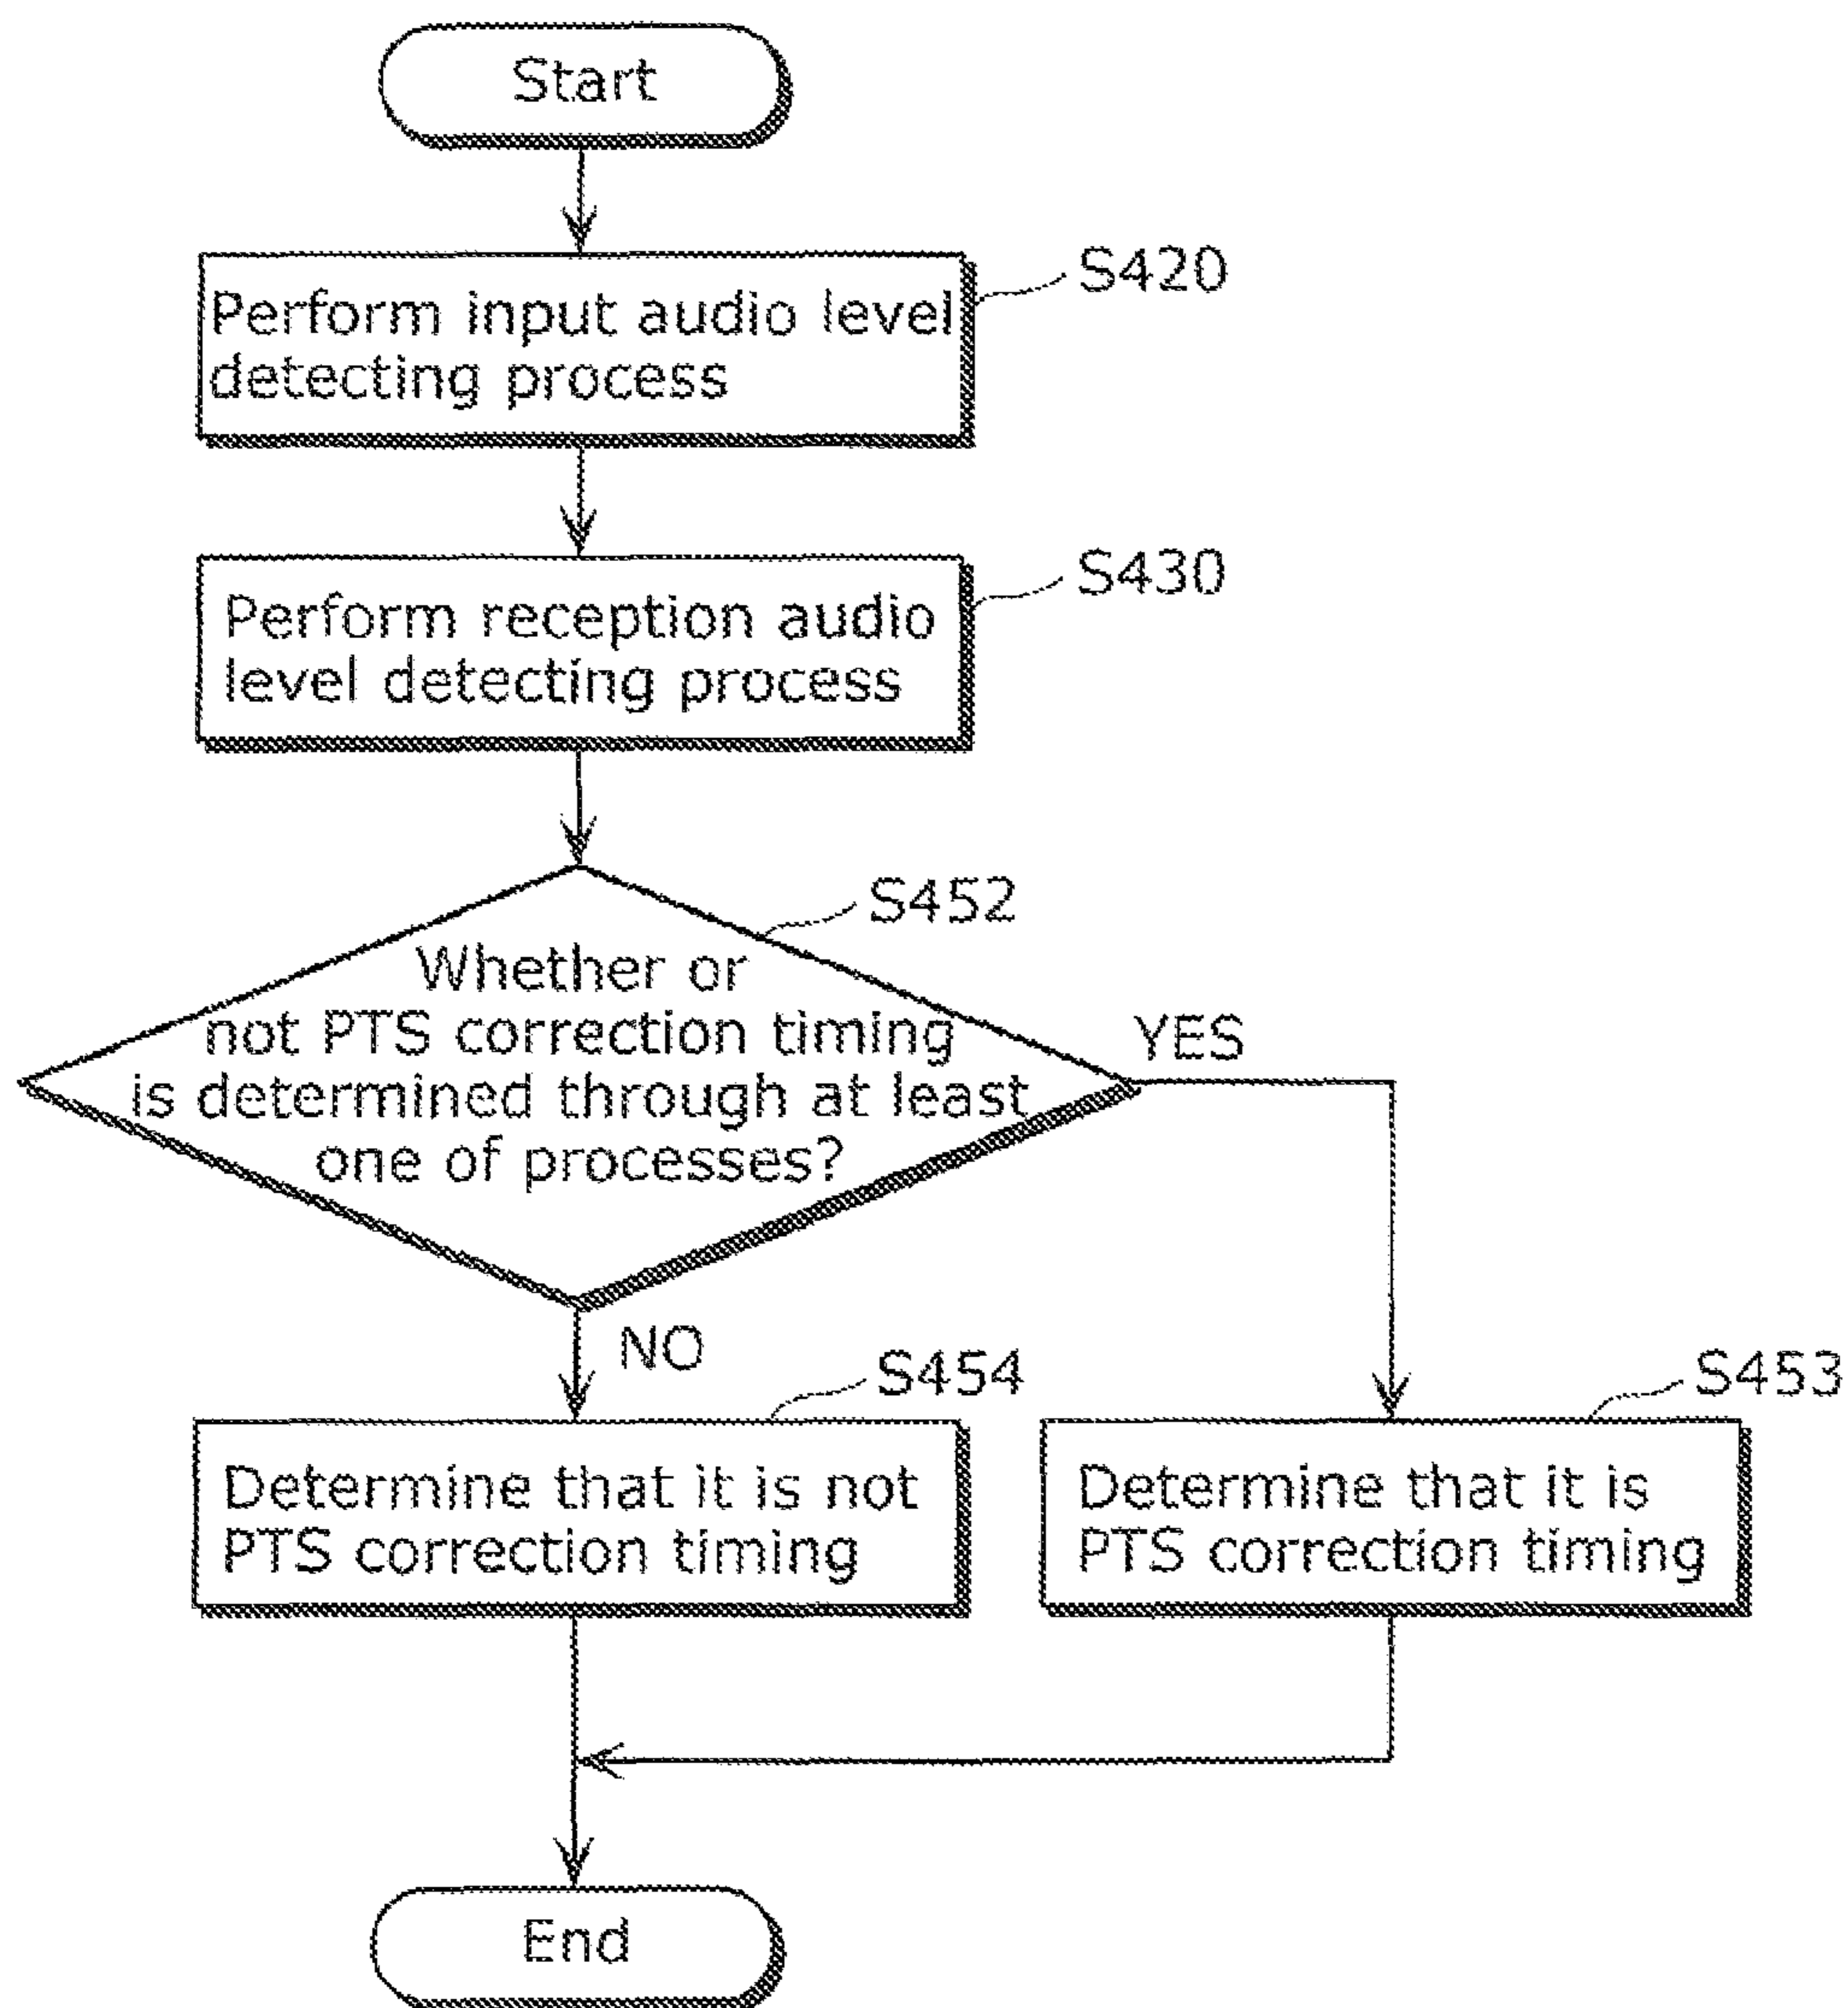 Start
S420
Perform input audio level
detecting process
S430
Perform reception audio
level detecting process
S452
Whether or
not PTS correction timing
is determined through at least
one of processes?
YES
NO
S454
S453
Determine that it is not
PTS correction timing
Determine that it is
PTS correction timing
End